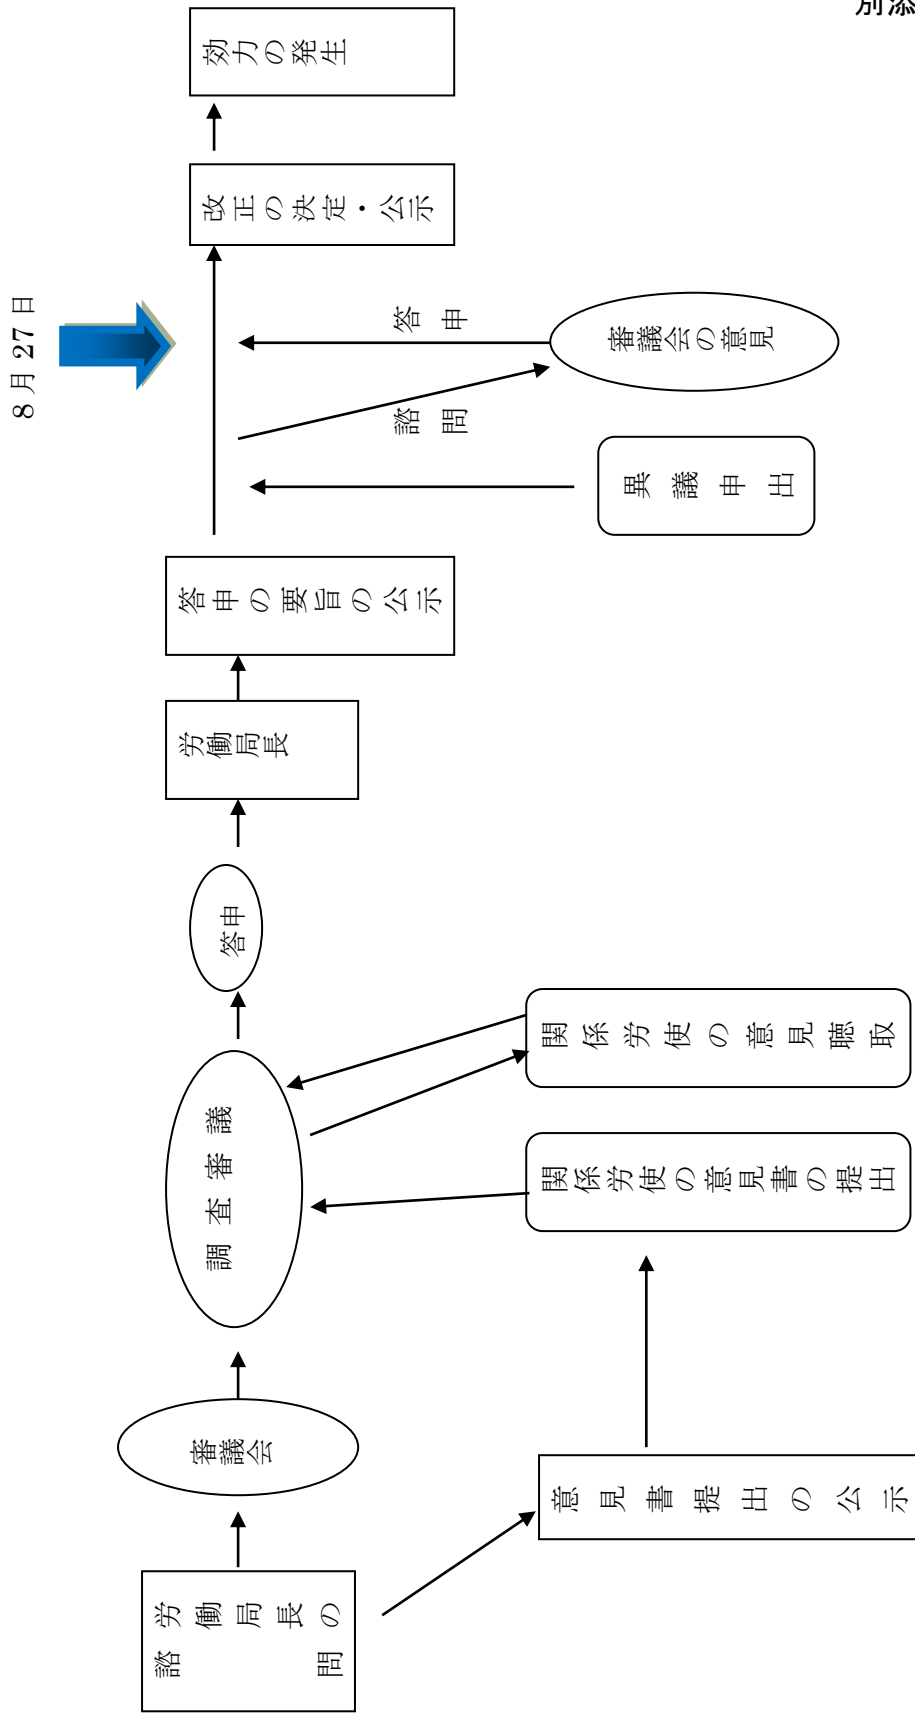 別添
8月27日
労働局長の
諮問
審議会
調査審議
答申
労働局長
答申の要旨の公示
改正の決定・公示
効力の発生
諮問
答申
審議会の意見
異議申出
関係労使の意見聴取
関係労使の意見書の提出
意見書提出の公示